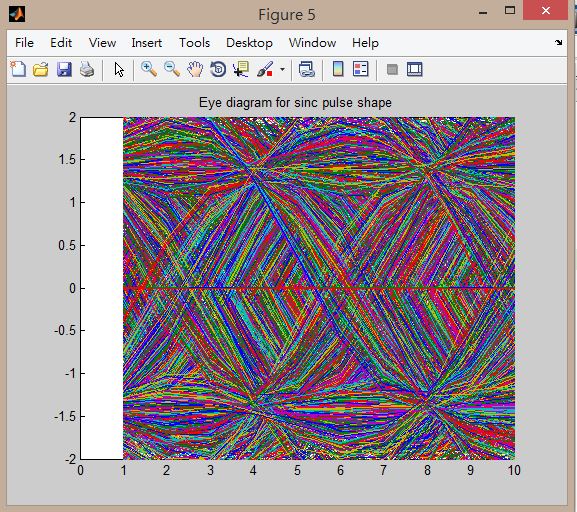 Figure 5
File Edit View Insert Tools Desktop Window Help
Eye diagram for sinc pulse shape
2
1.5
1
0.5
0
-0.5
-1
-1.5
-2
0 1 2 3 4 5 6 7 8 9 10